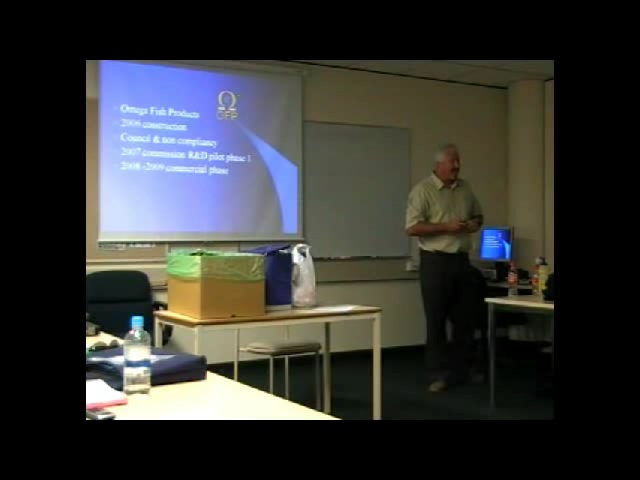 Ω
OFP
Omega Fish Products
2006 construction
Council & non compliancy
2007 commission R&D pilot phase 1
2008 -2009 commercial phase